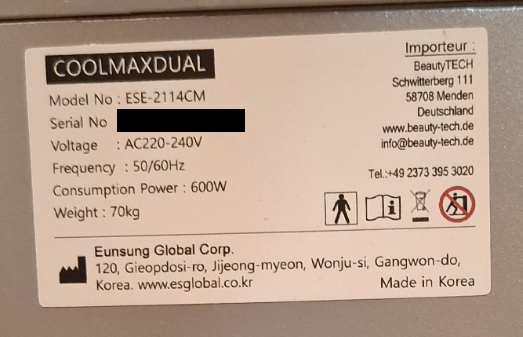 COOLMAXDUAL
Model No : ESE-2114CM
Serial No
Voltage : AC220-240V
Frequency : 50/60Hz
Consumption Power : 600W
Weight : 70kg
Importeur :
BeautyTECH
Schwitterberg 111
58708 Menden
Deutschland
www.beauty-tech.de
info@beauty-tech.de
Tel.:+49 2373 395 3020
Eunsung Global Corp.
120, Gieopdosi-ro, Jijeong-myeon, Wonju-si, Gangwon-do,
Korea. www.esglobal.co.kr
Made in Korea